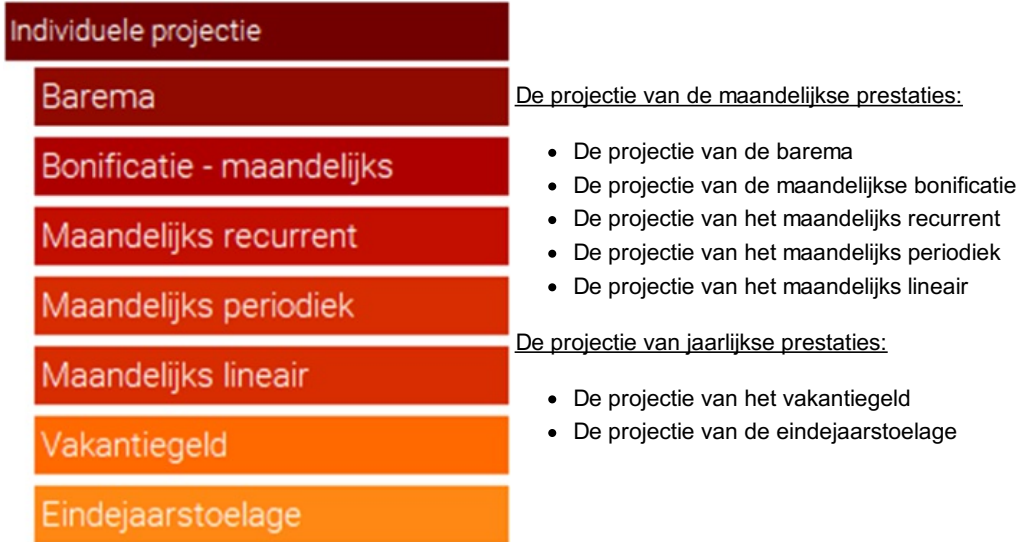 Individuele projectie
Barema
Bonificatie - maandelijks
Maandelijks recurrent
Maandelijks periodiek
Maandelijks lineair
Vakantiegeld
Eindejaarstoelage
De projectie van de maandelijkse prestaties:
• De projectie van de barema
• De projectie van de maandelijkse bonificatie
• De projectie van het maandelijks recurrent
• De projectie van het maandelijks periodiek
• De projectie van het maandelijks lineair
De projectie van jaarlijkse prestaties:
• De projectie van het vakantiegeld
• De projectie van de eindejaarstoelage